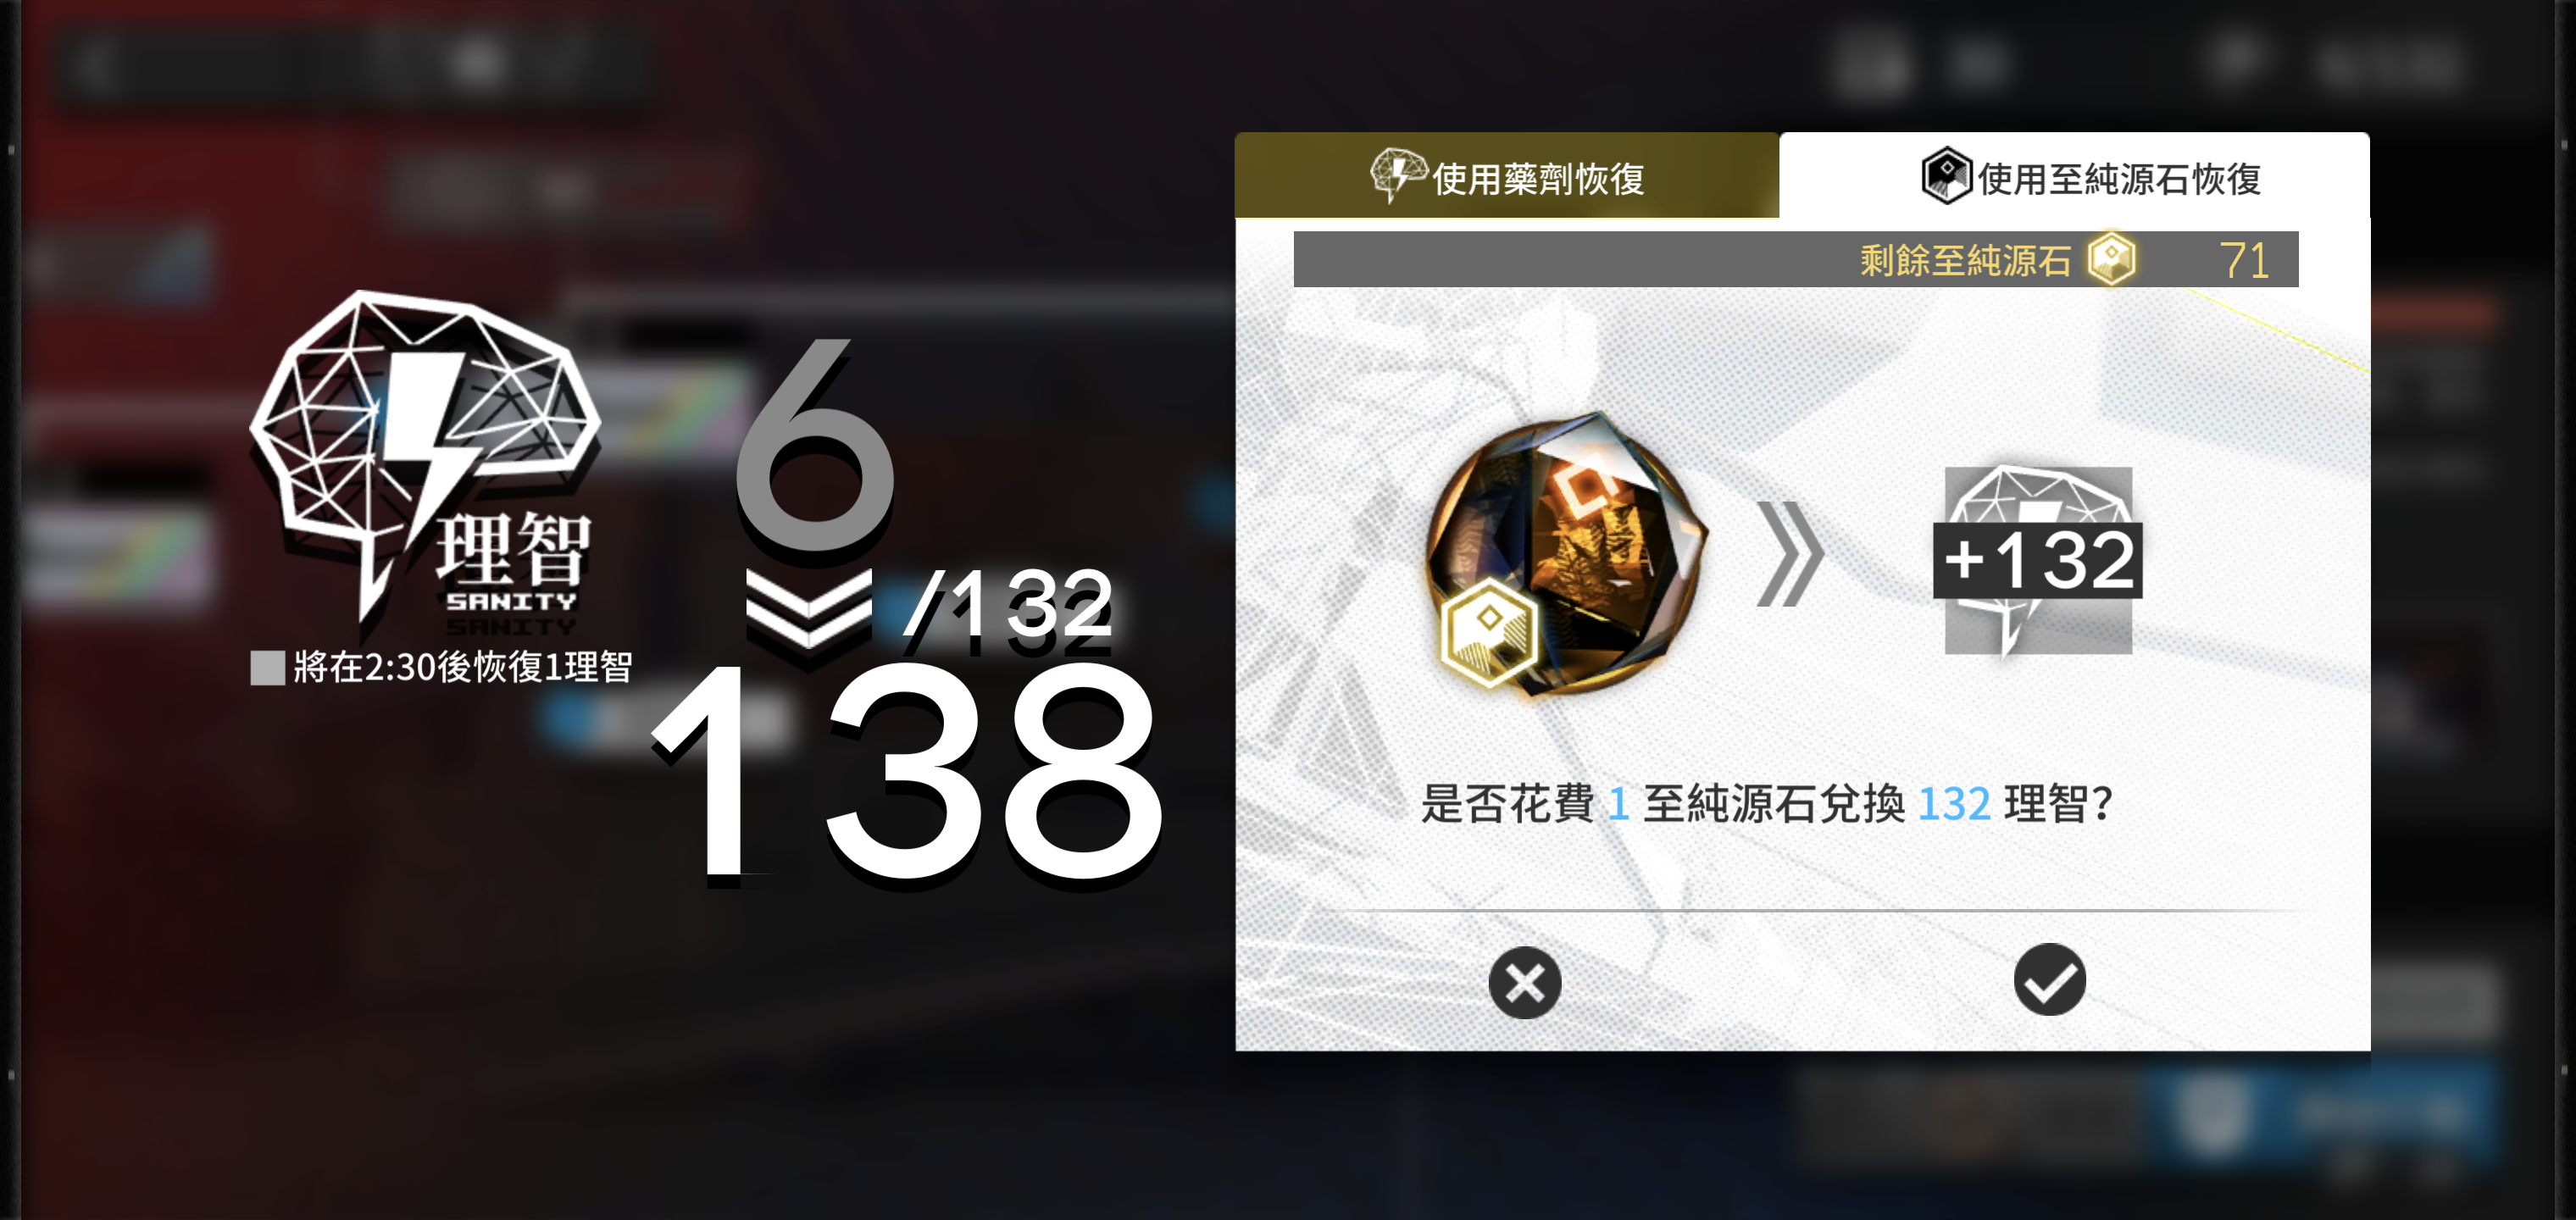 使用藥劑恢復
使用至純源石恢復
剩餘至純源石 71
6
/132
138
理智
SANITY
將在2:30後恢復1理智
+132
是否花費 1 至純源石兌換 132 理智?